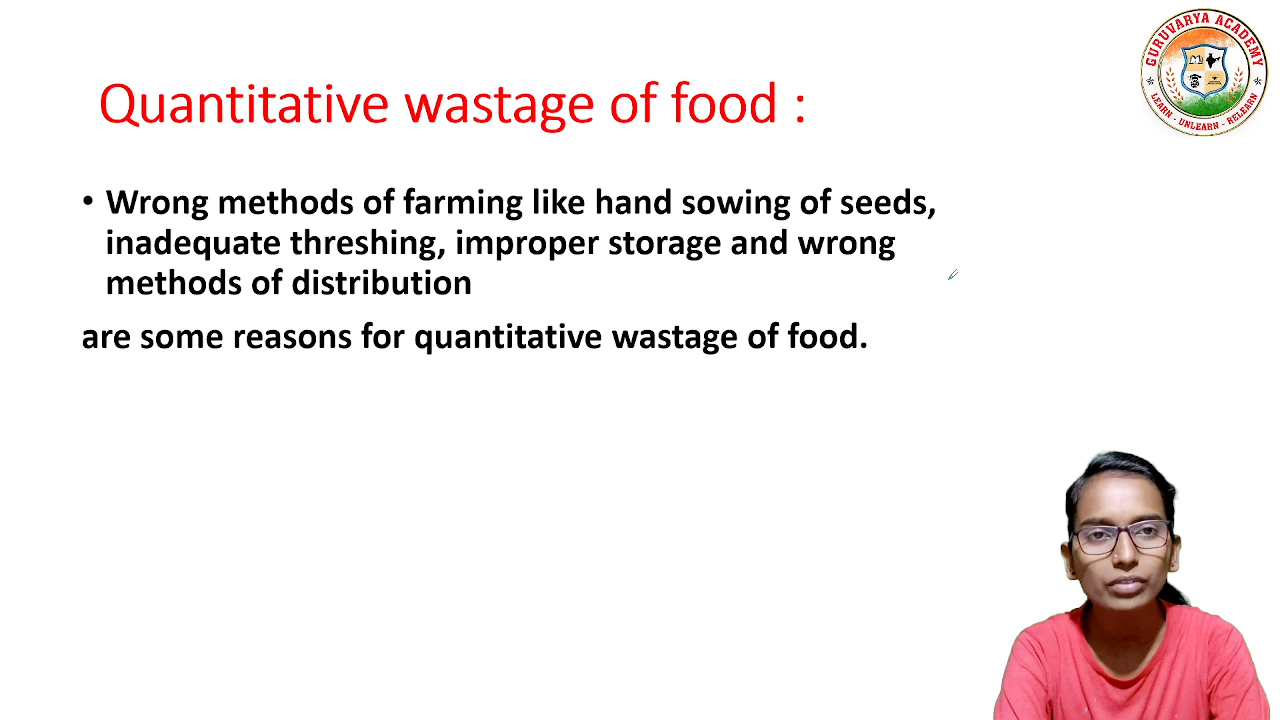 GURUVARYA ACADEMY
LEARN - UNLEARN - RELEARN
Quantitative wastage of food :
• Wrong methods of farming like hand sowing of seeds,
inadequate threshing, improper storage and wrong
methods of distribution
are some reasons for quantitative wastage of food.